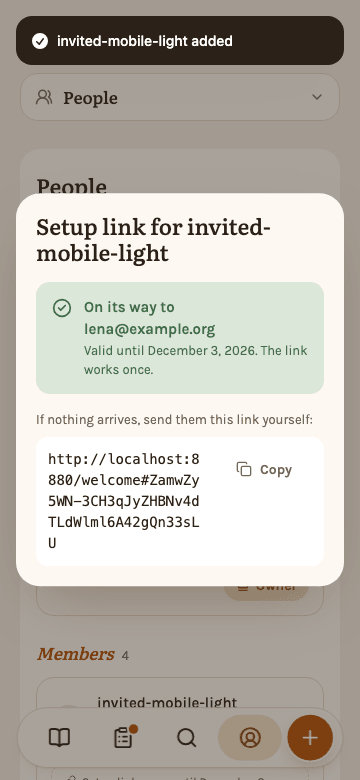 invited-mobile-light added
People
People
Setup link for invited-
mobile-light
On its way to
lena@example.org
Valid until December 3, 2026. The link
works once.
If nothing arrives, send them this link yourself:
http://localhost:8
880/welcome#ZamwZy
5WN-3CH3qJyZHBNv4d
TLdWlml6A42gQn33sL
U
Copy
Owner
Members 4
invited-mobile-light